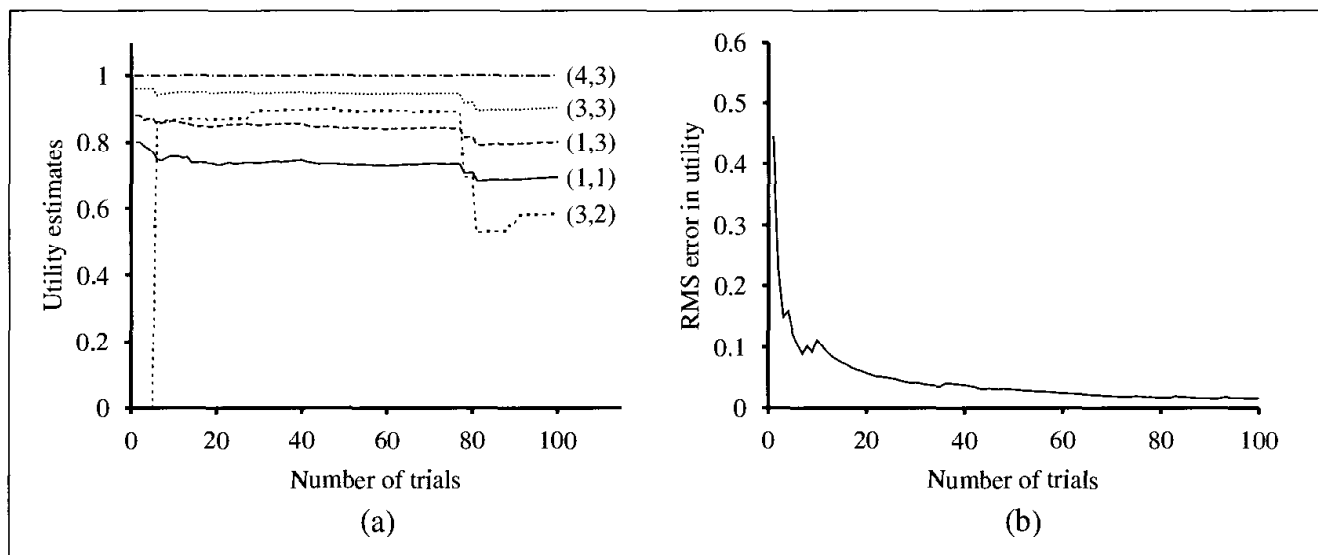 Utility estimates
1
0.8
0.6
0.4
0.2
0
0 20 40 60 80 100
(4,3)
(3,3)
(1,3)
(1,1)
(3,2)
Number of trials
(a)
RMS error in utility
0.6
0.5
0.4
0.3
0.2
0.1
0
0 20 40 60 80 100
Number of trials
(b)